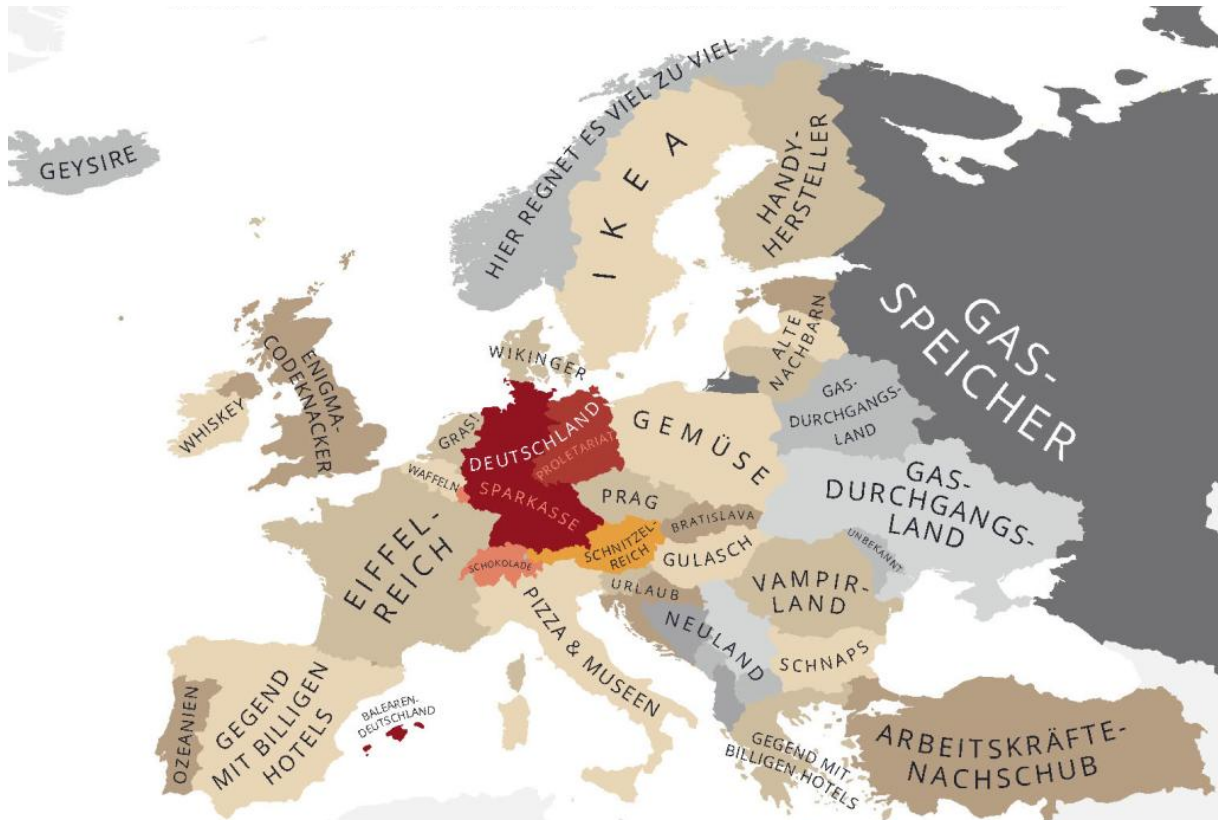 GEYSIRE
HIER REGNET ES VIEL ZU VIEL
IKEA
HANDY-
HERSTELLER
GAS-
SPEICHER
ALTE
NACHBARN
WIKINGER
ENIGMA-
CODEKNACKER
WHISKEY
GRAS!
WAFFELN
DEUTSCHLAND
PROLETARIAT
SPARKASSE
GEMÜSE
GAS-
DURCHGANGS-
LAND
GAS-
DURCHGANGS-
LAND
PRAG
BRATISLAVA
SCHNITZEL-
REICH
GULASCH
UNBEKANNT
SCHOKOLADE
EIFFEL-
REICH
URLAUB
VAMPIR-
LAND
NEULAND
SCHNAPS
PIZZA & MUSEEN
BALEAREN-
DEUTSCHLAND
OZEANIEN
GEGEND
MIT BILLIGEN
HOTELS
GEGEND MIT
BILLIGEN HOTELS
ARBEITSKRÄFTE-
NACHSCHUB